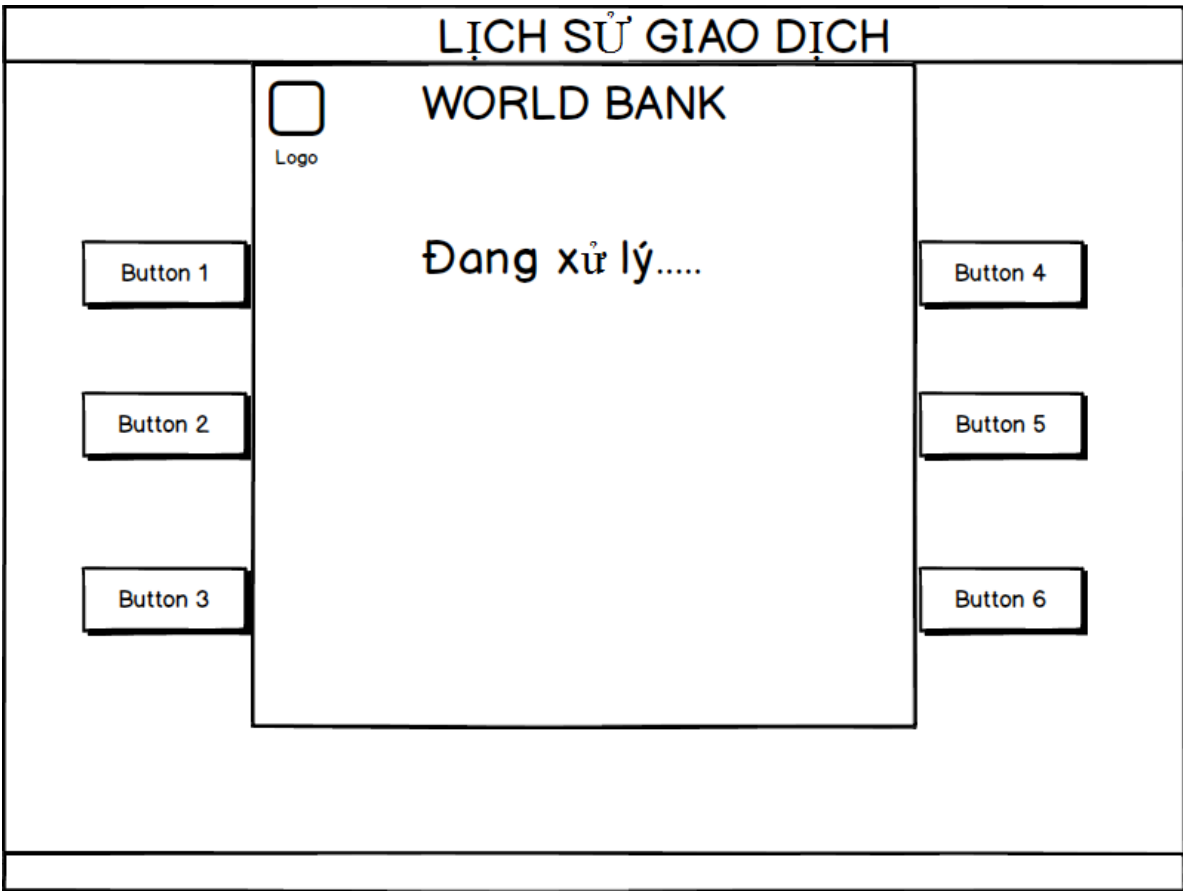 LỊCH SỬ GIAO DỊCH
WORLD BANK
Logo
Đang xử lý.....
Button 1
Button 4
Button 2
Button 5
Button 3
Button 6